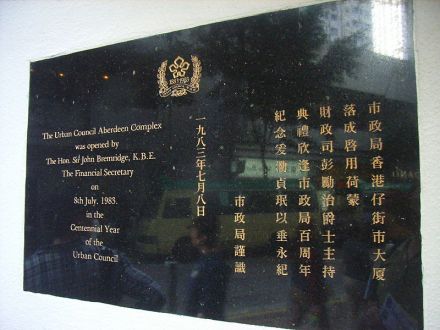 1883-1983
The Urban Council Aberdeen Complex
was opened by
The Hon. Sir John Bremridge, K.B.E.
The Financial Secretary
on
8th July, 1983.
in the
Centennial Year
of the
Urban Council
市政局香港仔街市大厦
落成啓用荷蒙
財政司彭勵治爵士主持
典禮欣逢市政局百周年
紀念爰泐貞珉以垂永紀
市政局謹識
一九八三年七月八日